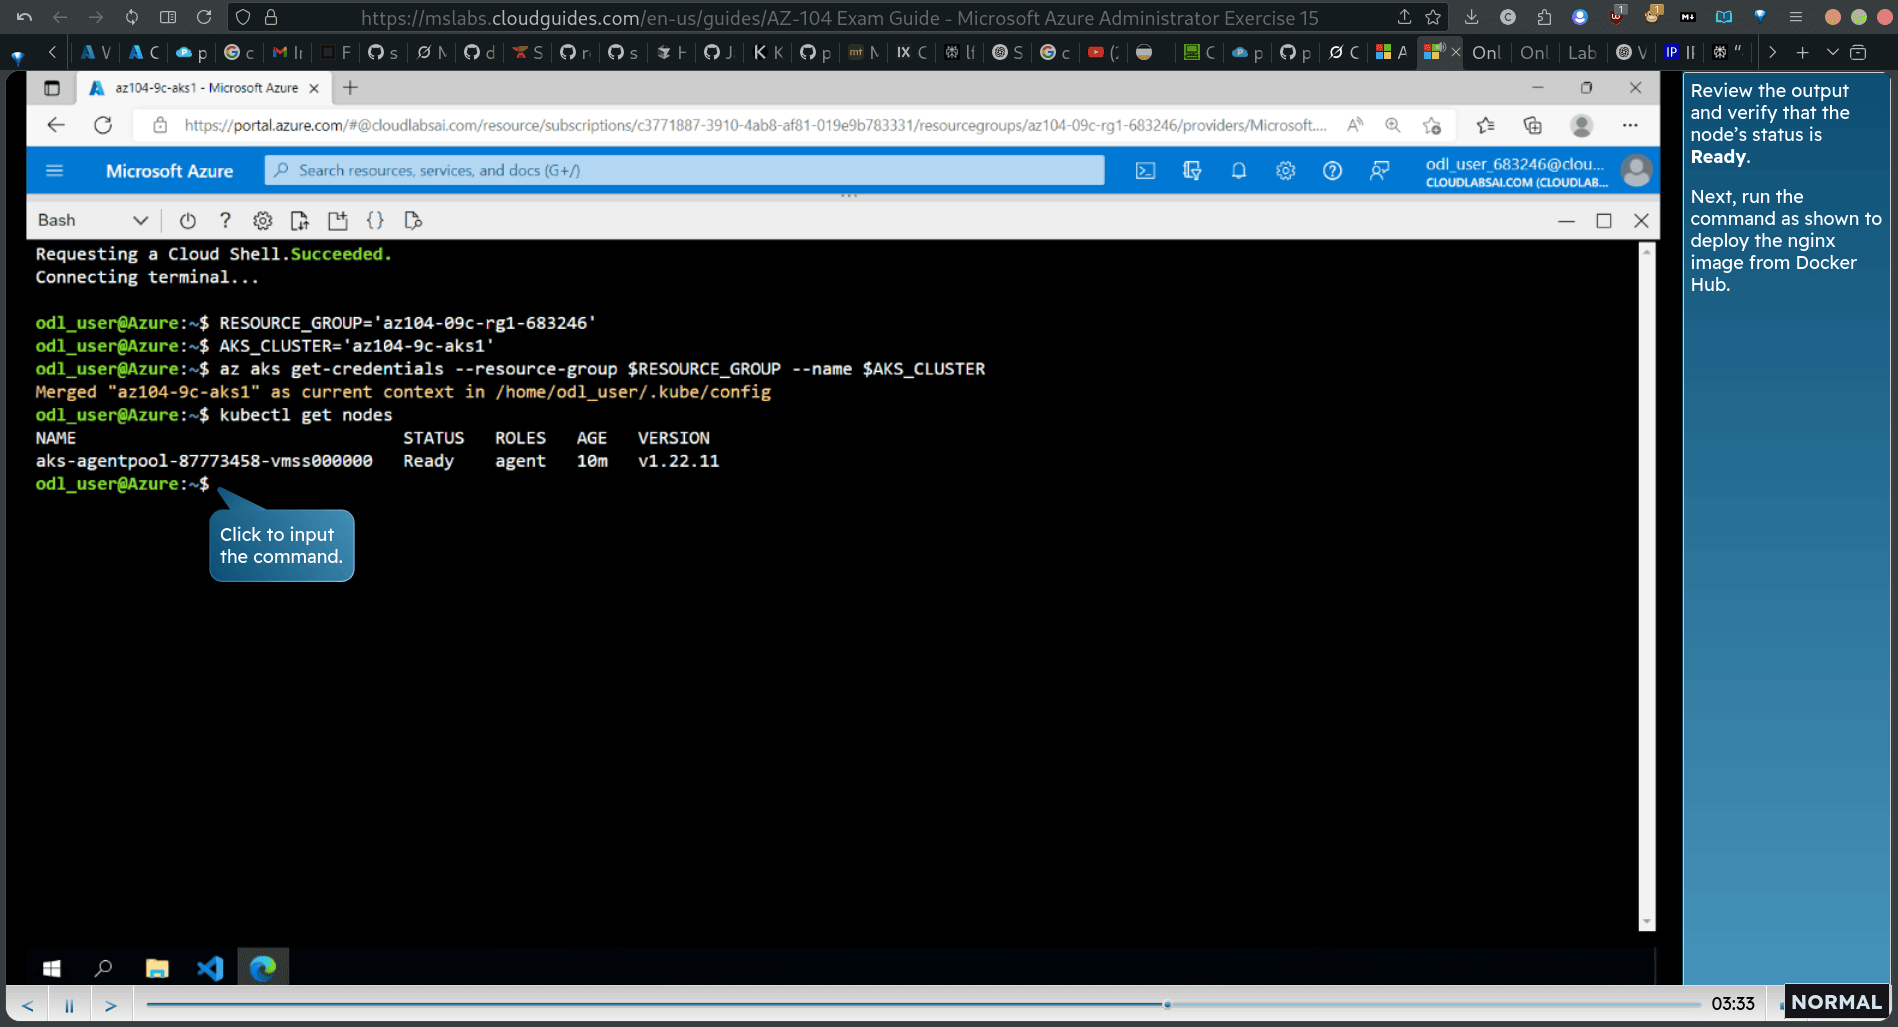 https://mslabs.cloudguides.com/en-us/guides/AZ-104 Exam Guide - Microsoft Azure Administrator Exercise 15
Onl
Onl
Lab
az104-9c-aks1 - Microsoft Azure
https://portal.azure.com/#@cloudlabsai.com/resource/subscriptions/c3771887-3910-4ab8-af81-019e9b783331/resourcegroups/az104-09c-rg1-683246/providers/Microsoft....
Microsoft Azure
Search resources, services, and docs (G+/)
odl_user_683246@clou...
CLOUDLABSAI.COM (CLOUDLAB...
Bash
Requesting a Cloud Shell.Succeeded.
Connecting terminal...
odl_user@Azure:~$ RESOURCE_GROUP='az104-09c-rg1-683246'
odl_user@Azure:~$ AKS_CLUSTER='az104-9c-aks1'
odl_user@Azure:~$ az aks get-credentials --resource-group $RESOURCE_GROUP --name $AKS_CLUSTER
Merged "az104-9c-aks1" as current context in /home/odl_user/.kube/config
odl_user@Azure:~$ kubectl get nodes
NAME STATUS ROLES AGE VERSION
aks-agentpool-87773458-vmss000000 Ready agent 10m v1.22.11
odl_user@Azure:~$
Click to input
the command.
Review the output
and verify that the
node's status is
Ready.
Next, run the
command as shown to
deploy the nginx
image from Docker
Hub.
03:33
NORMAL